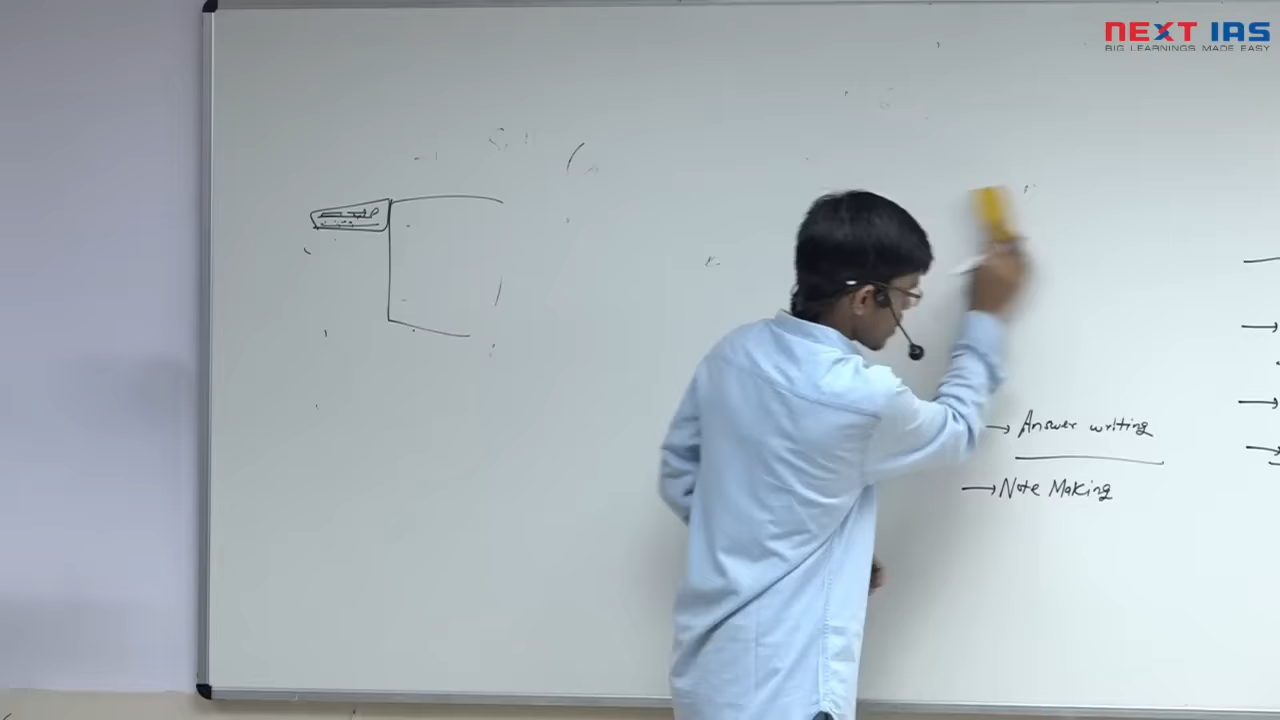 NEXT IAS
BIG LEARNINGS MADE EASY
→ Answer writing
→ Note Making